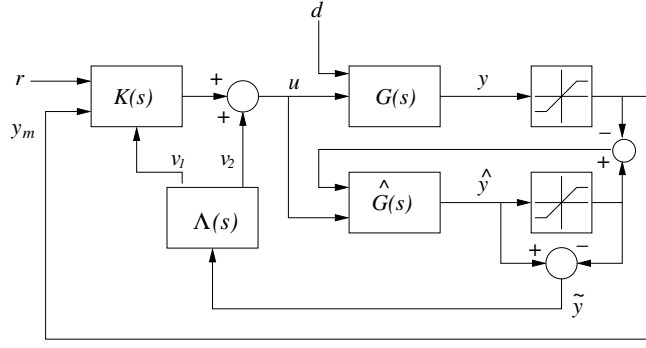 d
r
K(s)
+
+
u
G(s)
y
y_m
v_1
v_2
−
+
Ĝ(s)
ŷ
Λ(s)
+
−
ỹ